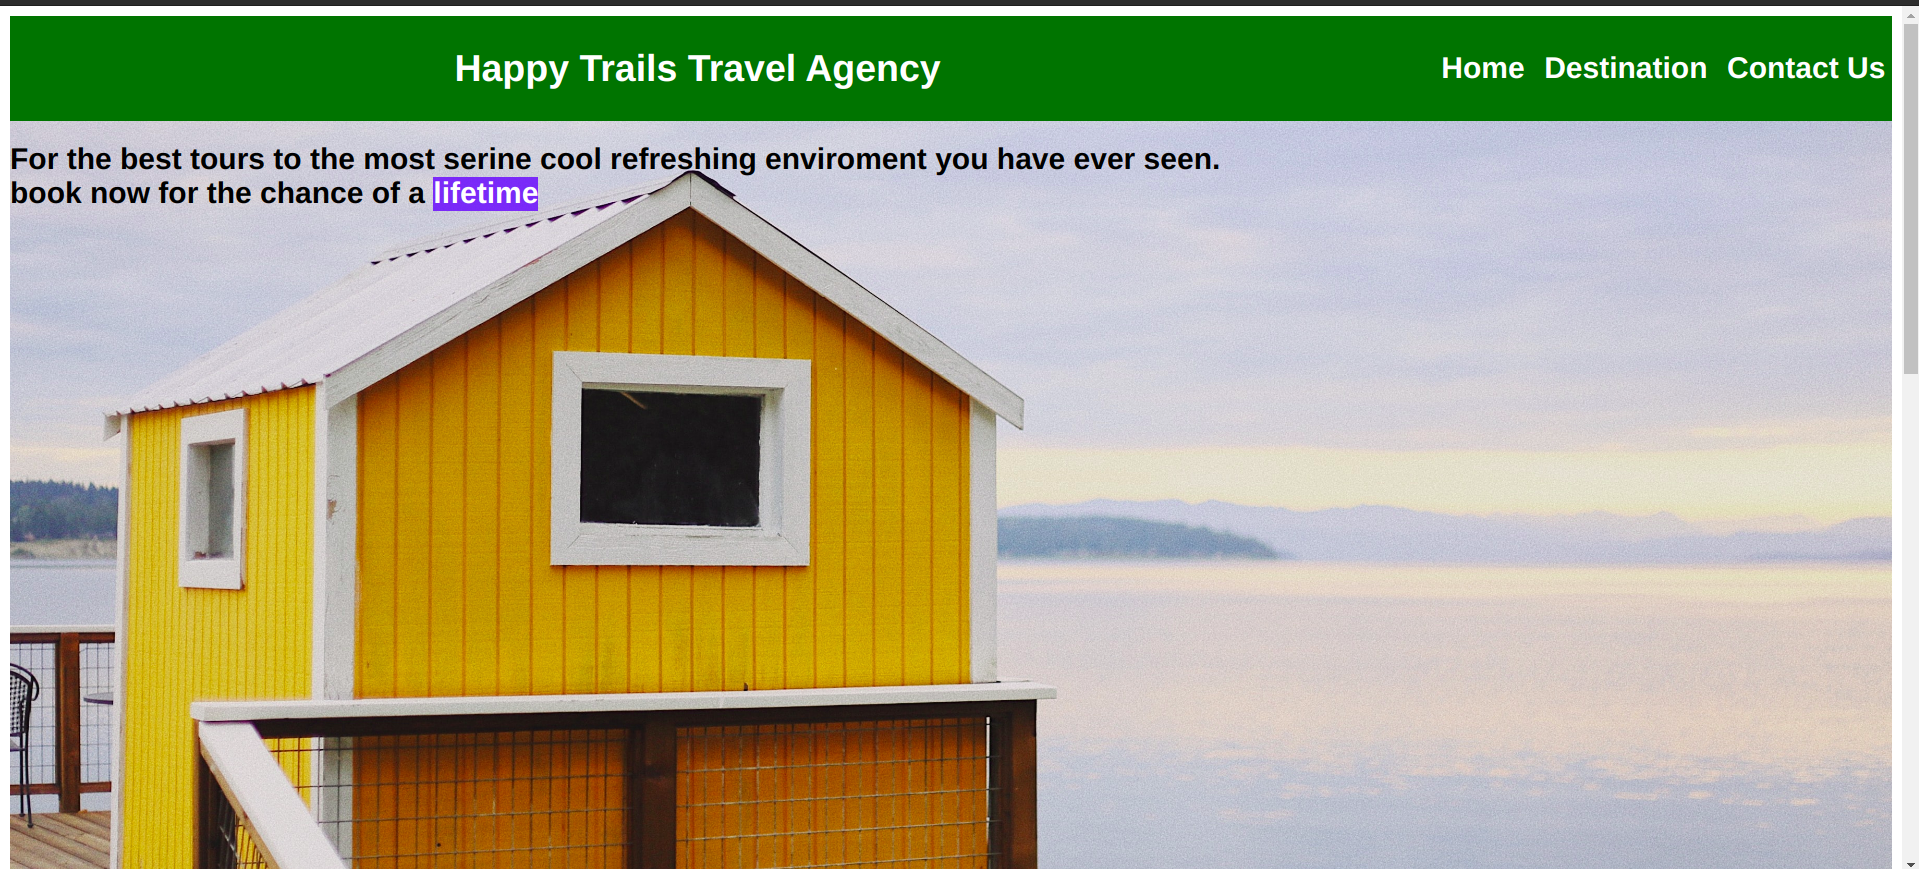 Happy Trails Travel Agency
Home Destination Contact Us
For the best tours to the most serine cool refreshing enviroment you have ever seen.
book now for the chance of a lifetime